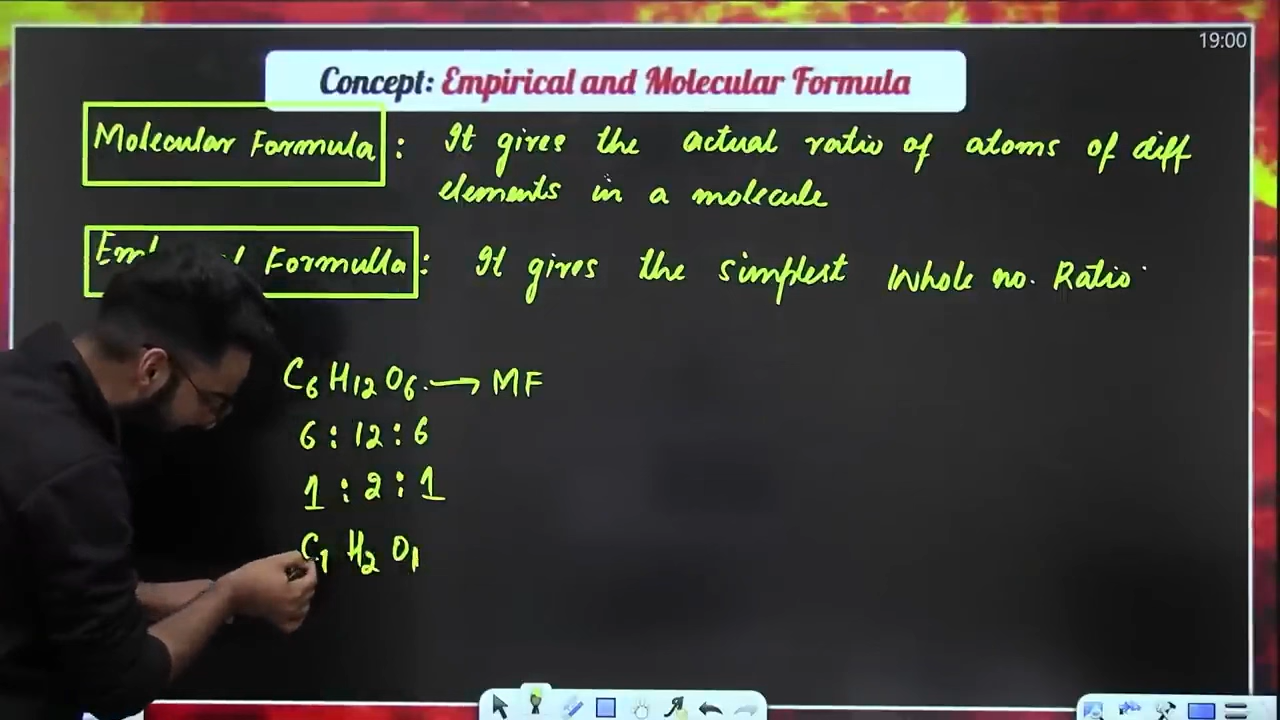 19:00
Concept: Empirical and Molecular Formula
Molecular Formula : It gives the actual ratio of atoms of diff
elements in a molecule
Formulla : It gives the simplest Whole no. Ratio
C6H12O6 → MF
6 : 12 : 6
1 : 2 : 1
C1 H2 O1